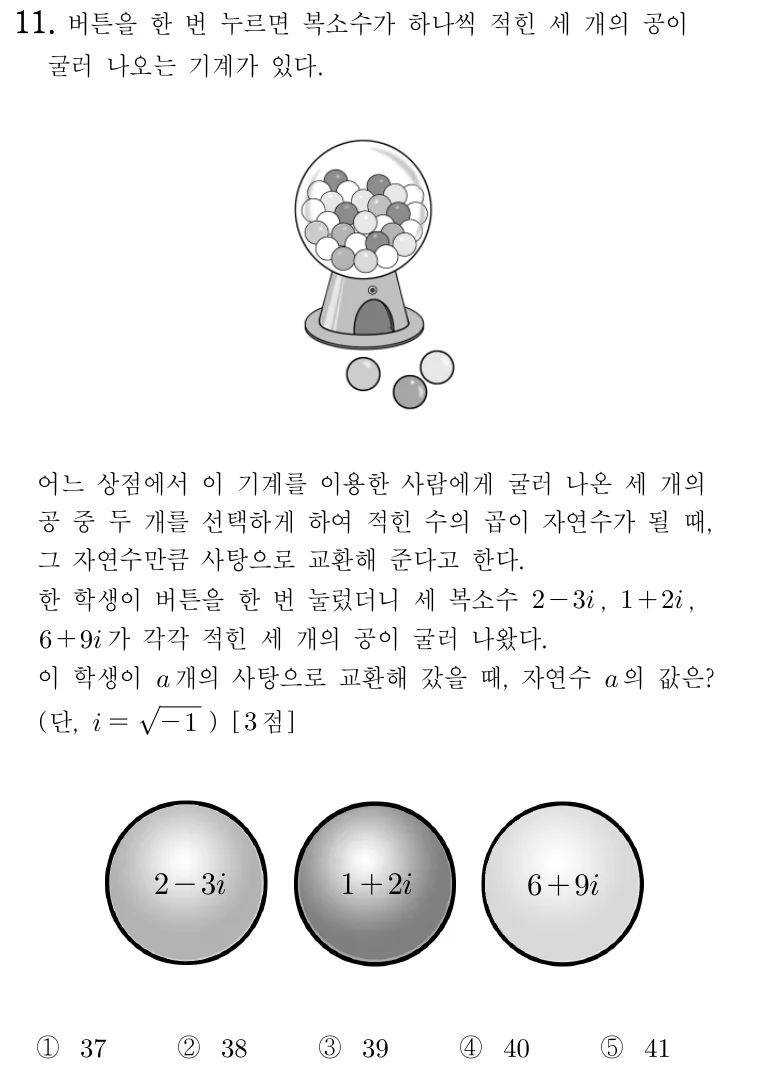 11. 버튼을 한 번 누르면 복소수가 하나씩 적힌 세 개의 공이
굴러 나오는 기계가 있다.
어느 상점에서 이 기계를 이용한 사람에게 굴러 나온 세 개의
공 중 두 개를 선택하게 하여 적힌 수의 곱이 자연수가 될 때,
그 자연수만큼 사탕으로 교환해 준다고 한다.
한 학생이 버튼을 한 번 눌렀더니 세 복소수 2-3i, 1+2i,
6+9i가 각각 적힌 세 개의 공이 굴러 나왔다.
이 학생이 a개의 사탕으로 교환해 갔을 때, 자연수 a의 값은?
(단, i=√-1) [3점]
2-3i 1+2i 6+9i
① 37 ② 38 ③ 39 ④ 40 ⑤ 41